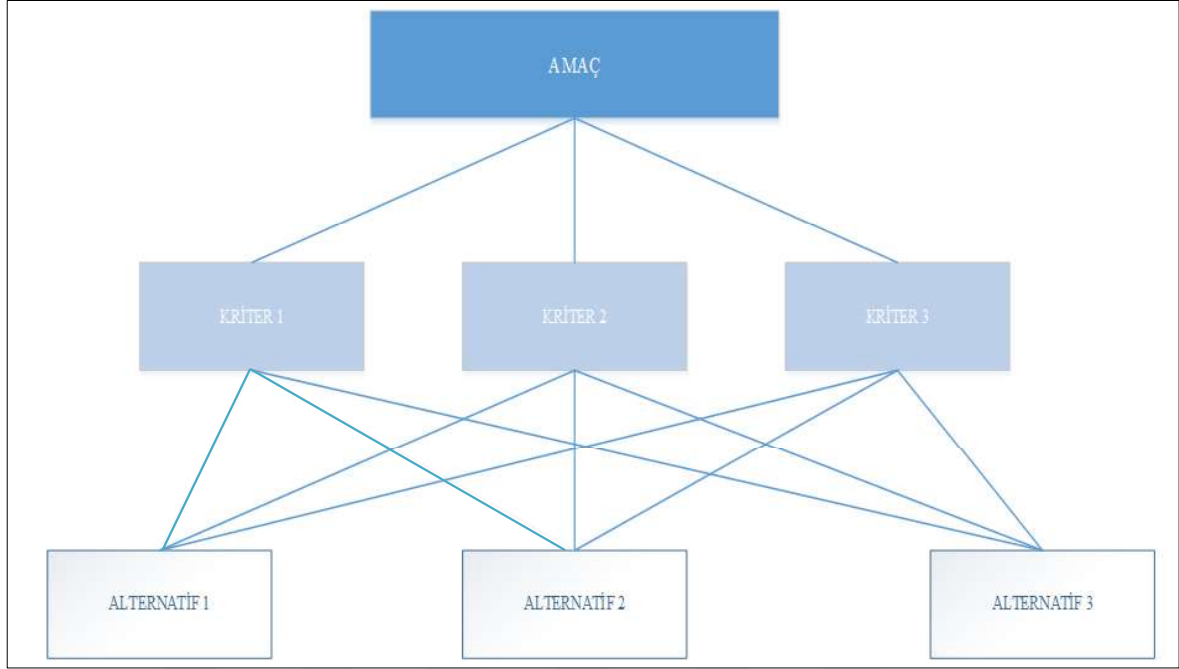 AMAÇ
KRİTER 1
KRİTER 2
KRİTER 3
ALTERNATİF 1
ALTERNATİF 2
ALTERNATİF 3